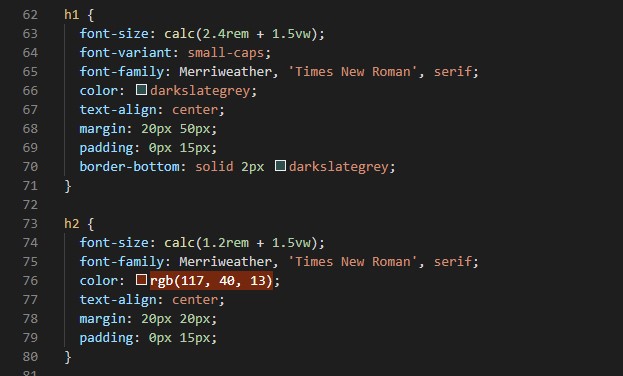 62 h1 {
63 font-size: calc(2.4rem + 1.5vw);
64 font-variant: small-caps;
65 font-family: Merriweather, 'Times New Roman', serif;
66 color: darkslategrey;
67 text-align: center;
68 margin: 20px 50px;
69 padding: 0px 15px;
70 border-bottom: solid 2px darkslategrey;
71 }
72
73 h2 {
74 font-size: calc(1.2rem + 1.5vw);
75 font-family: Merriweather, 'Times New Roman', serif;
76 color: rgb(117, 40, 13);
77 text-align: center;
78 margin: 20px 20px;
79 padding: 0px 15px;
80 }
81